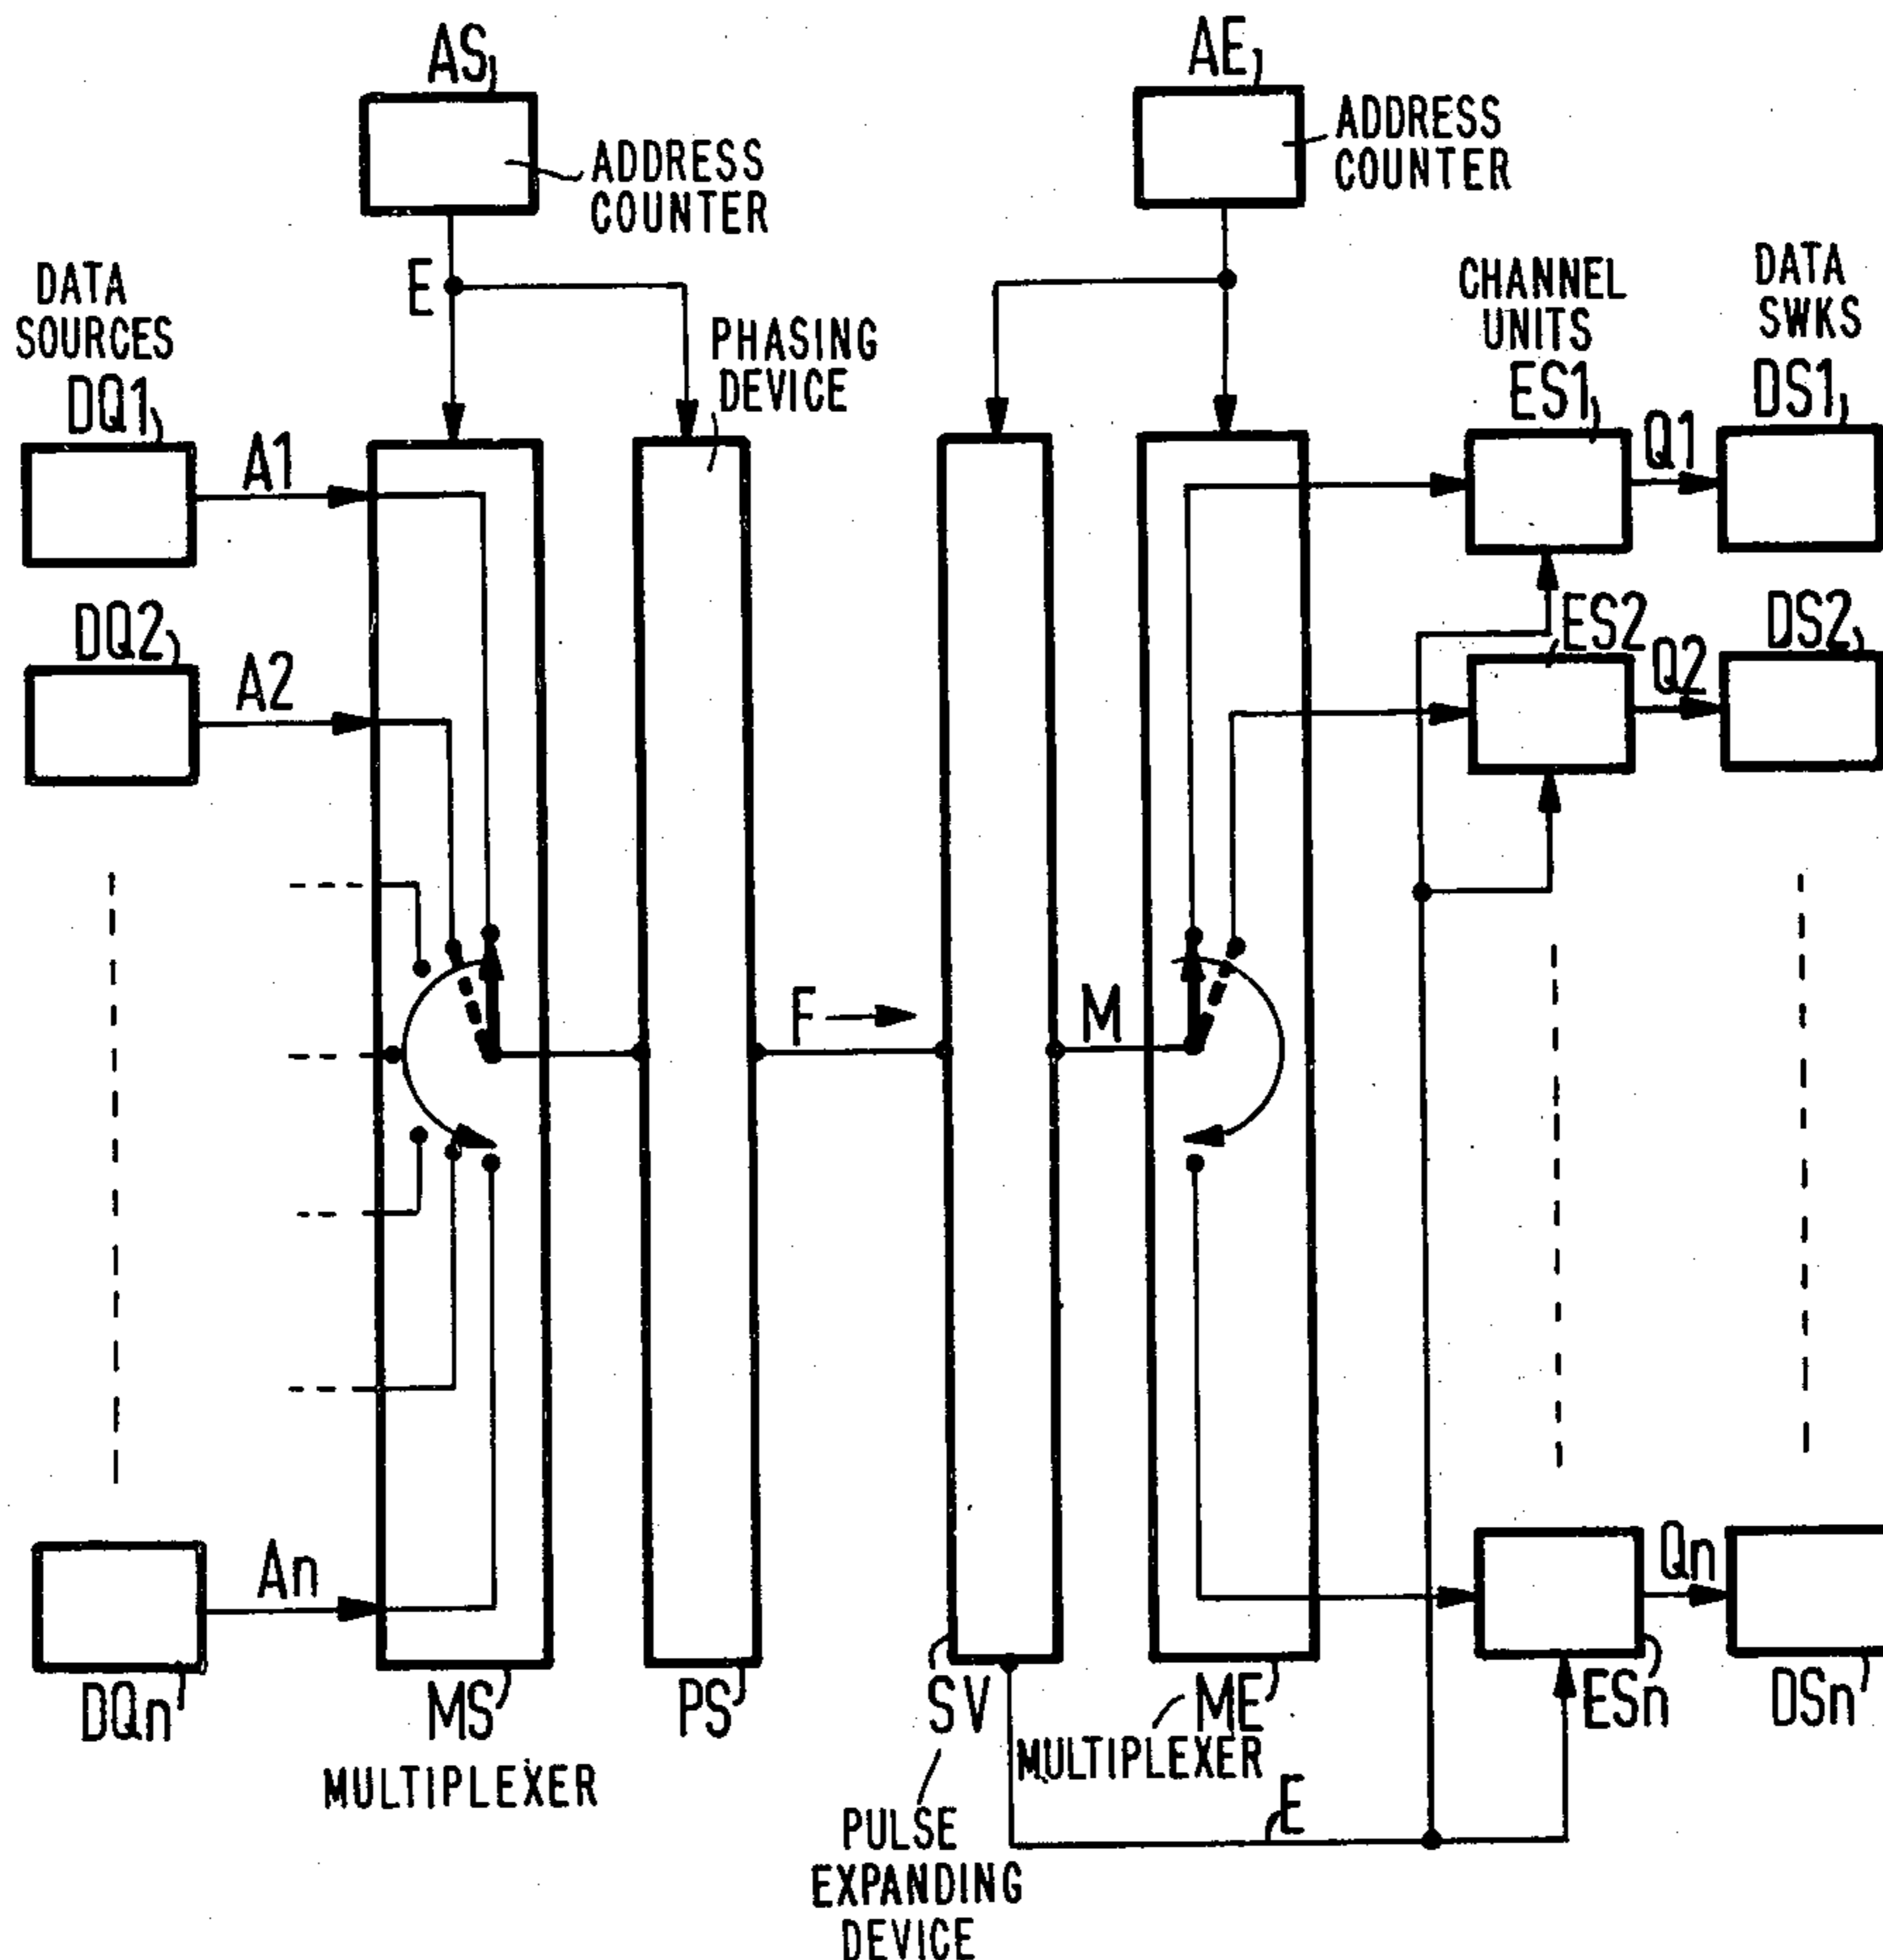 AS
AE
ADDRESS
COUNTER
ADDRESS
COUNTER
E
DATA
SOURCES
PHASING
DEVICE
CHANNEL
UNITS
DATA
SWKS
DQ1
A1
ES1
Q1
DS1
DQ2
A2
ES2
Q2
DS2
F
M
DQn
An
MS
MULTIPLEXER
PS
SV
ME
MULTIPLEXER
ESn
Qn
DSn
E
PULSE
EXPANDING
DEVICE